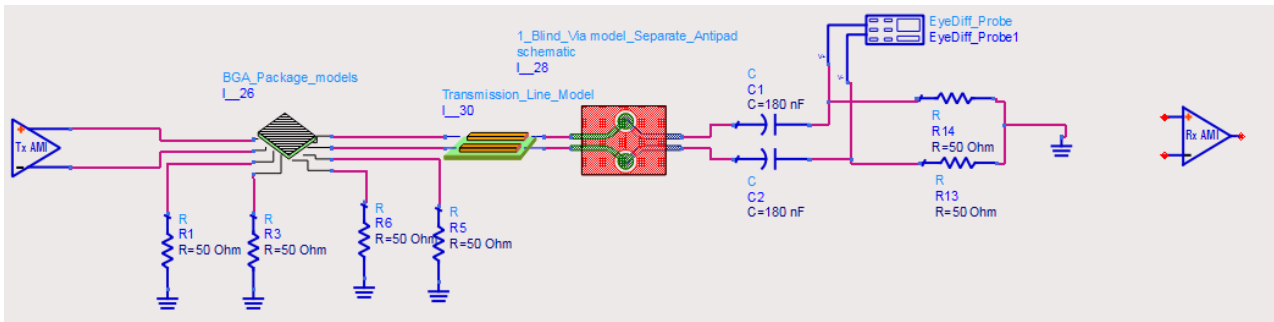 EyeDiff_Probe
EyeDiff_Probe1
1_Blind_Via model_Separate_Antipad
schematic
I__28
BGA_Package_models
I__26
Transmission_Line_Model
I__30
C
C1
C=180 nF
C
C2
C=180 nF
R
R14
R=50 Ohm
R
R13
R=50 Ohm
Tx AMI
Rx AMI
R
R1
R=50 Ohm
R
R3
R=50 Ohm
R
R6
R=50 Ohm
R
R5
R=50 Ohm